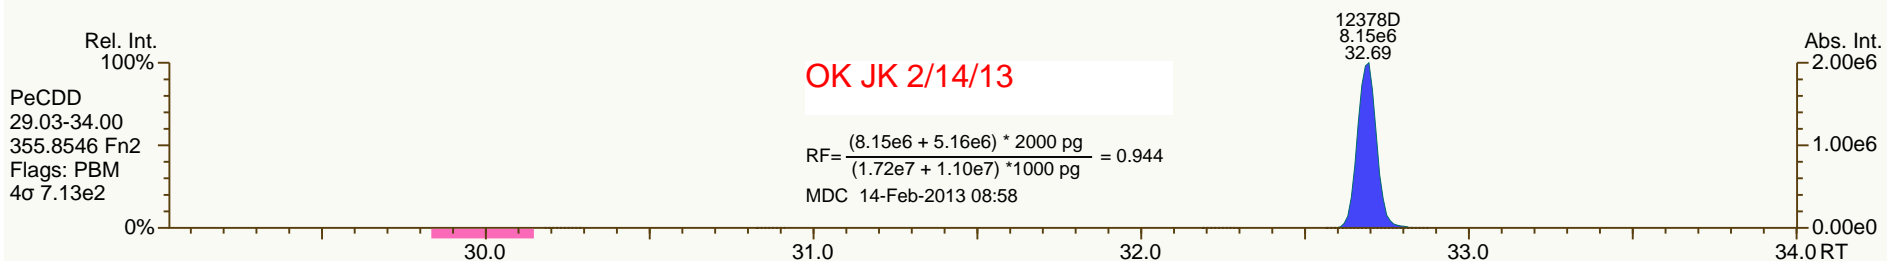 12378D
8.15e6
32.69
Rel. Int.
Abs. Int.
100%
2.00e6
OK JK 2/14/13
PeCDD
29.03-34.00
355.8546 Fn2
Flags: PBM
4σ 7.13e2
RF= (8.15e6 + 5.16e6) * 2000 pg
(1.72e7 + 1.10e7) *1000 pg = 0.944
MDC 14-Feb-2013 08:58
1.00e6
0%
0.00e0
30.0 31.0 32.0 33.0 34.0 RT